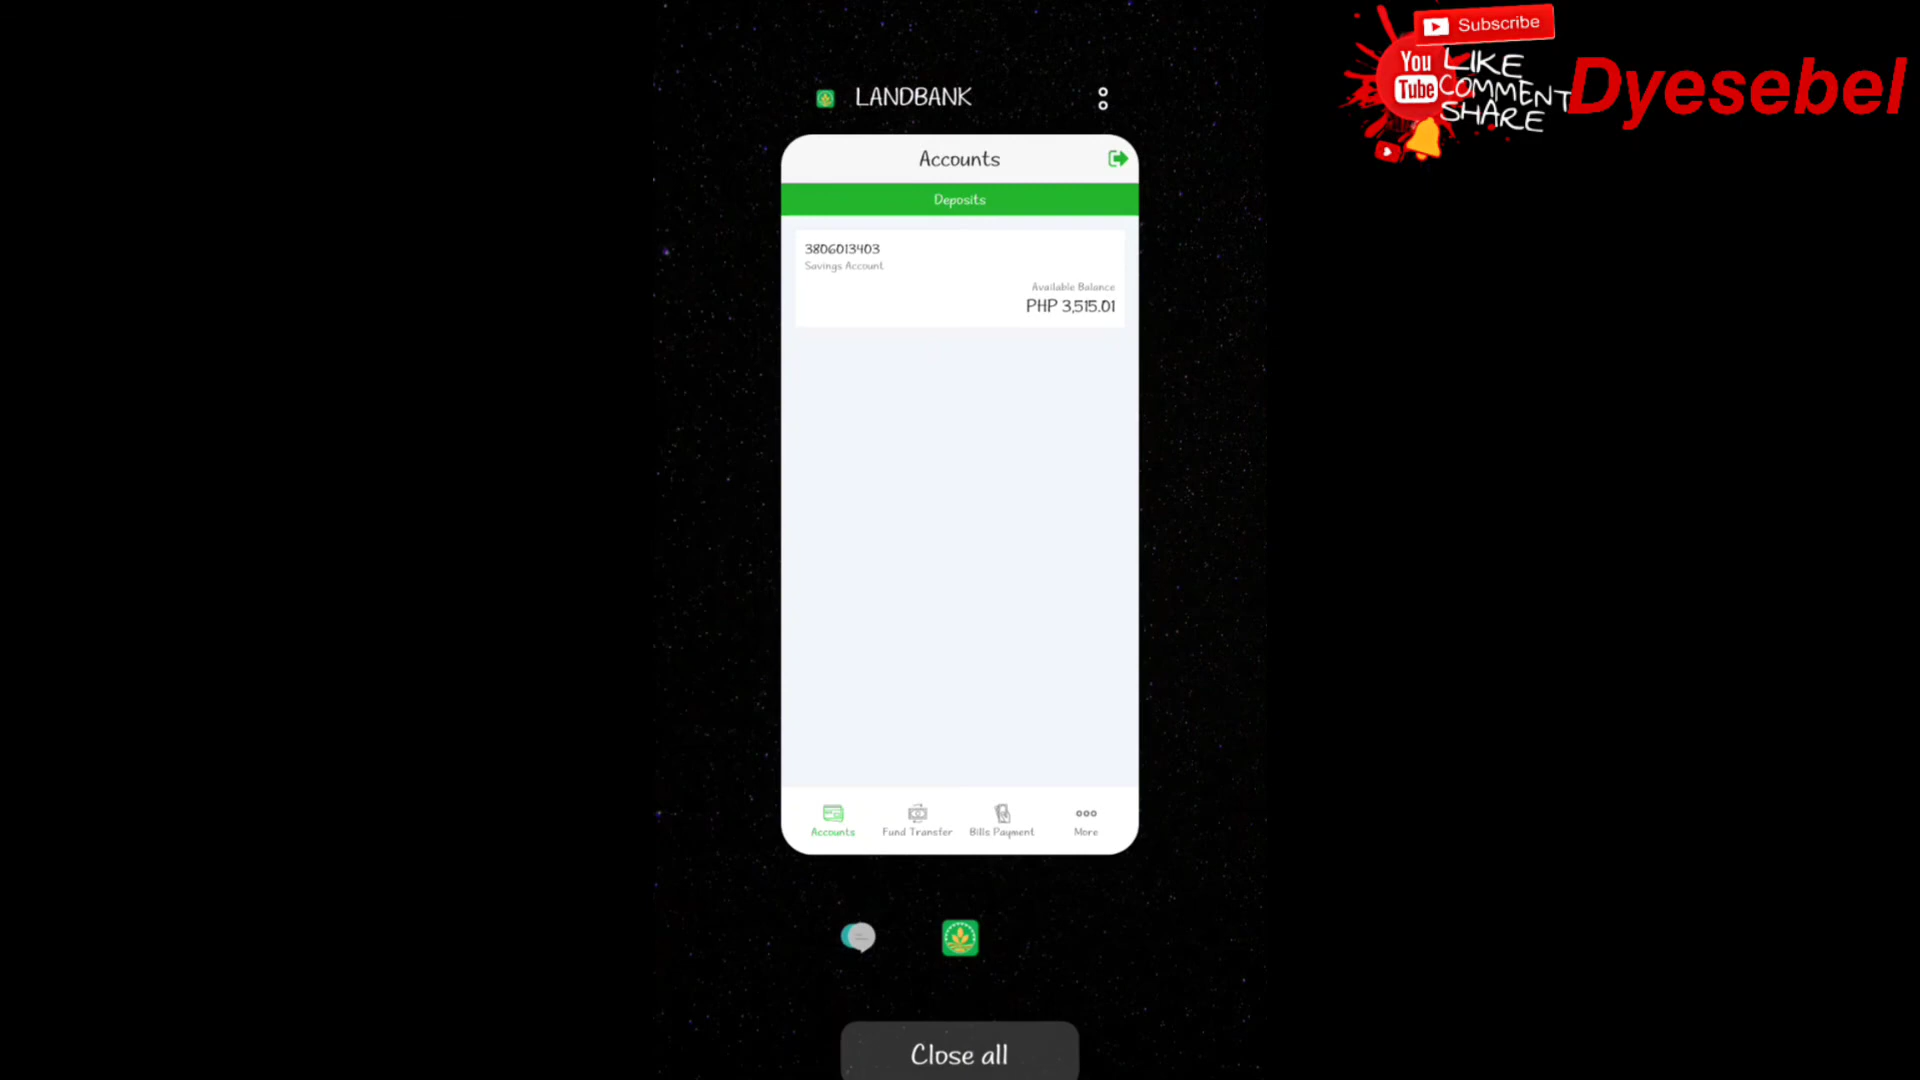 LANDBANK
Accounts
Deposits
3806013403
Savings Account
Available Balance
PHP 3,515.01
Accounts
Fund Transfer
Bills Payment
More
Close all
Subscribe
You
Tube
LIKE
COMMENT
SHARE
Dyesebel